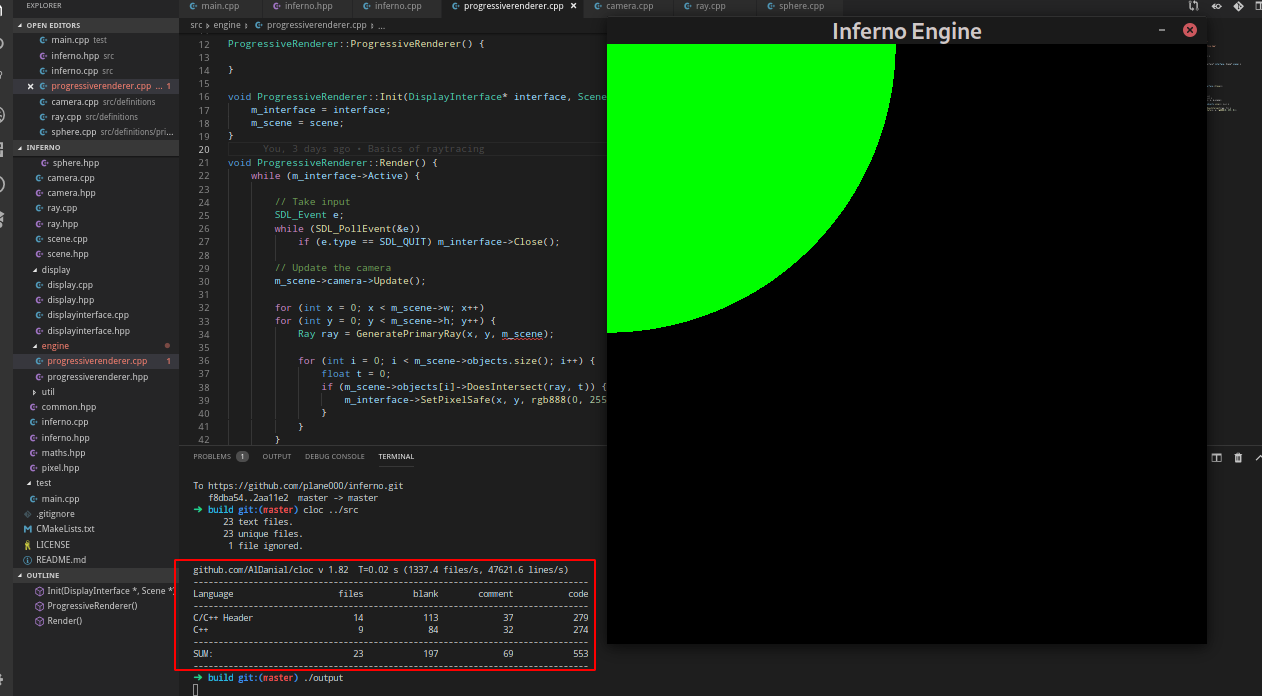 EXPLORER
OPEN EDITORS
main.cpp test
inferno.hpp src
inferno.cpp src
progressiverenderer.cpp ... 1
camera.cpp src/definitions
ray.cpp src/definitions
sphere.cpp src/definitions/pri...
INFERNO
sphere.hpp
camera.cpp
camera.hpp
ray.cpp
ray.hpp
scene.cpp
scene.hpp
display
display.cpp
display.hpp
displayinterface.cpp
displayinterface.hpp
engine
progressiverenderer.cpp 1
progressiverenderer.hpp
util
common.hpp
inferno.cpp
inferno.hpp
maths.hpp
pixel.hpp
test
main.cpp
.gitignore
CMakeLists.txt
LICENSE
README.md
OUTLINE
Init(DisplayInterface *, Scene *)
ProgressiveRenderer()
Render()
main.cpp inferno.hpp inferno.cpp progressiverenderer.cpp camera.cpp ray.cpp sphere.cpp
src › engine › progressiverenderer.cpp › ...
12 ProgressiveRenderer::ProgressiveRenderer() {
13
14 }
15
16 void ProgressiveRenderer::Init(DisplayInterface* interface, Scene
17 m_interface = interface;
18 m_scene = scene;
19 }
20 You, 3 days ago • Basics of raytracing
21 void ProgressiveRenderer::Render() {
22 while (m_interface->Active) {
23
24 // Take input
25 SDL_Event e;
26 while (SDL_PollEvent(&e))
27 if (e.type == SDL_QUIT) m_interface->Close();
28
29 // Update the camera
30 m_scene->camera->Update();
31
32 for (int x = 0; x < m_scene->w; x++)
33 for (int y = 0; y < m_scene->h; y++) {
34 Ray ray = GeneratePrimaryRay(x, y, m_scene);
35
36 for (int i = 0; i < m_scene->objects.size(); i++) {
37 float t = 0;
38 if (m_scene->objects[i]->DoesIntersect(ray, t)) {
39 m_interface->SetPixelSafe(x, y, rgb888(0, 255
40 }
41 }
42 }
PROBLEMS 1 OUTPUT DEBUG CONSOLE TERMINAL
To https://github.com/plane000/inferno.git
f8dba54..2aa11e2 master -> master
→ build git:(master) cloc ../src
23 text files.
23 unique files.
1 file ignored.
github.com/AlDanial/cloc v 1.82 T=0.02 s (1337.4 files/s, 47621.6 lines/s)
-------------------------------------------------------------------------------
Language files blank comment code
-------------------------------------------------------------------------------
C/C++ Header 14 113 37 279
C++ 9 84 32 274
-------------------------------------------------------------------------------
SUM: 23 197 69 553
-------------------------------------------------------------------------------
→ build git:(master) ./output
Inferno Engine